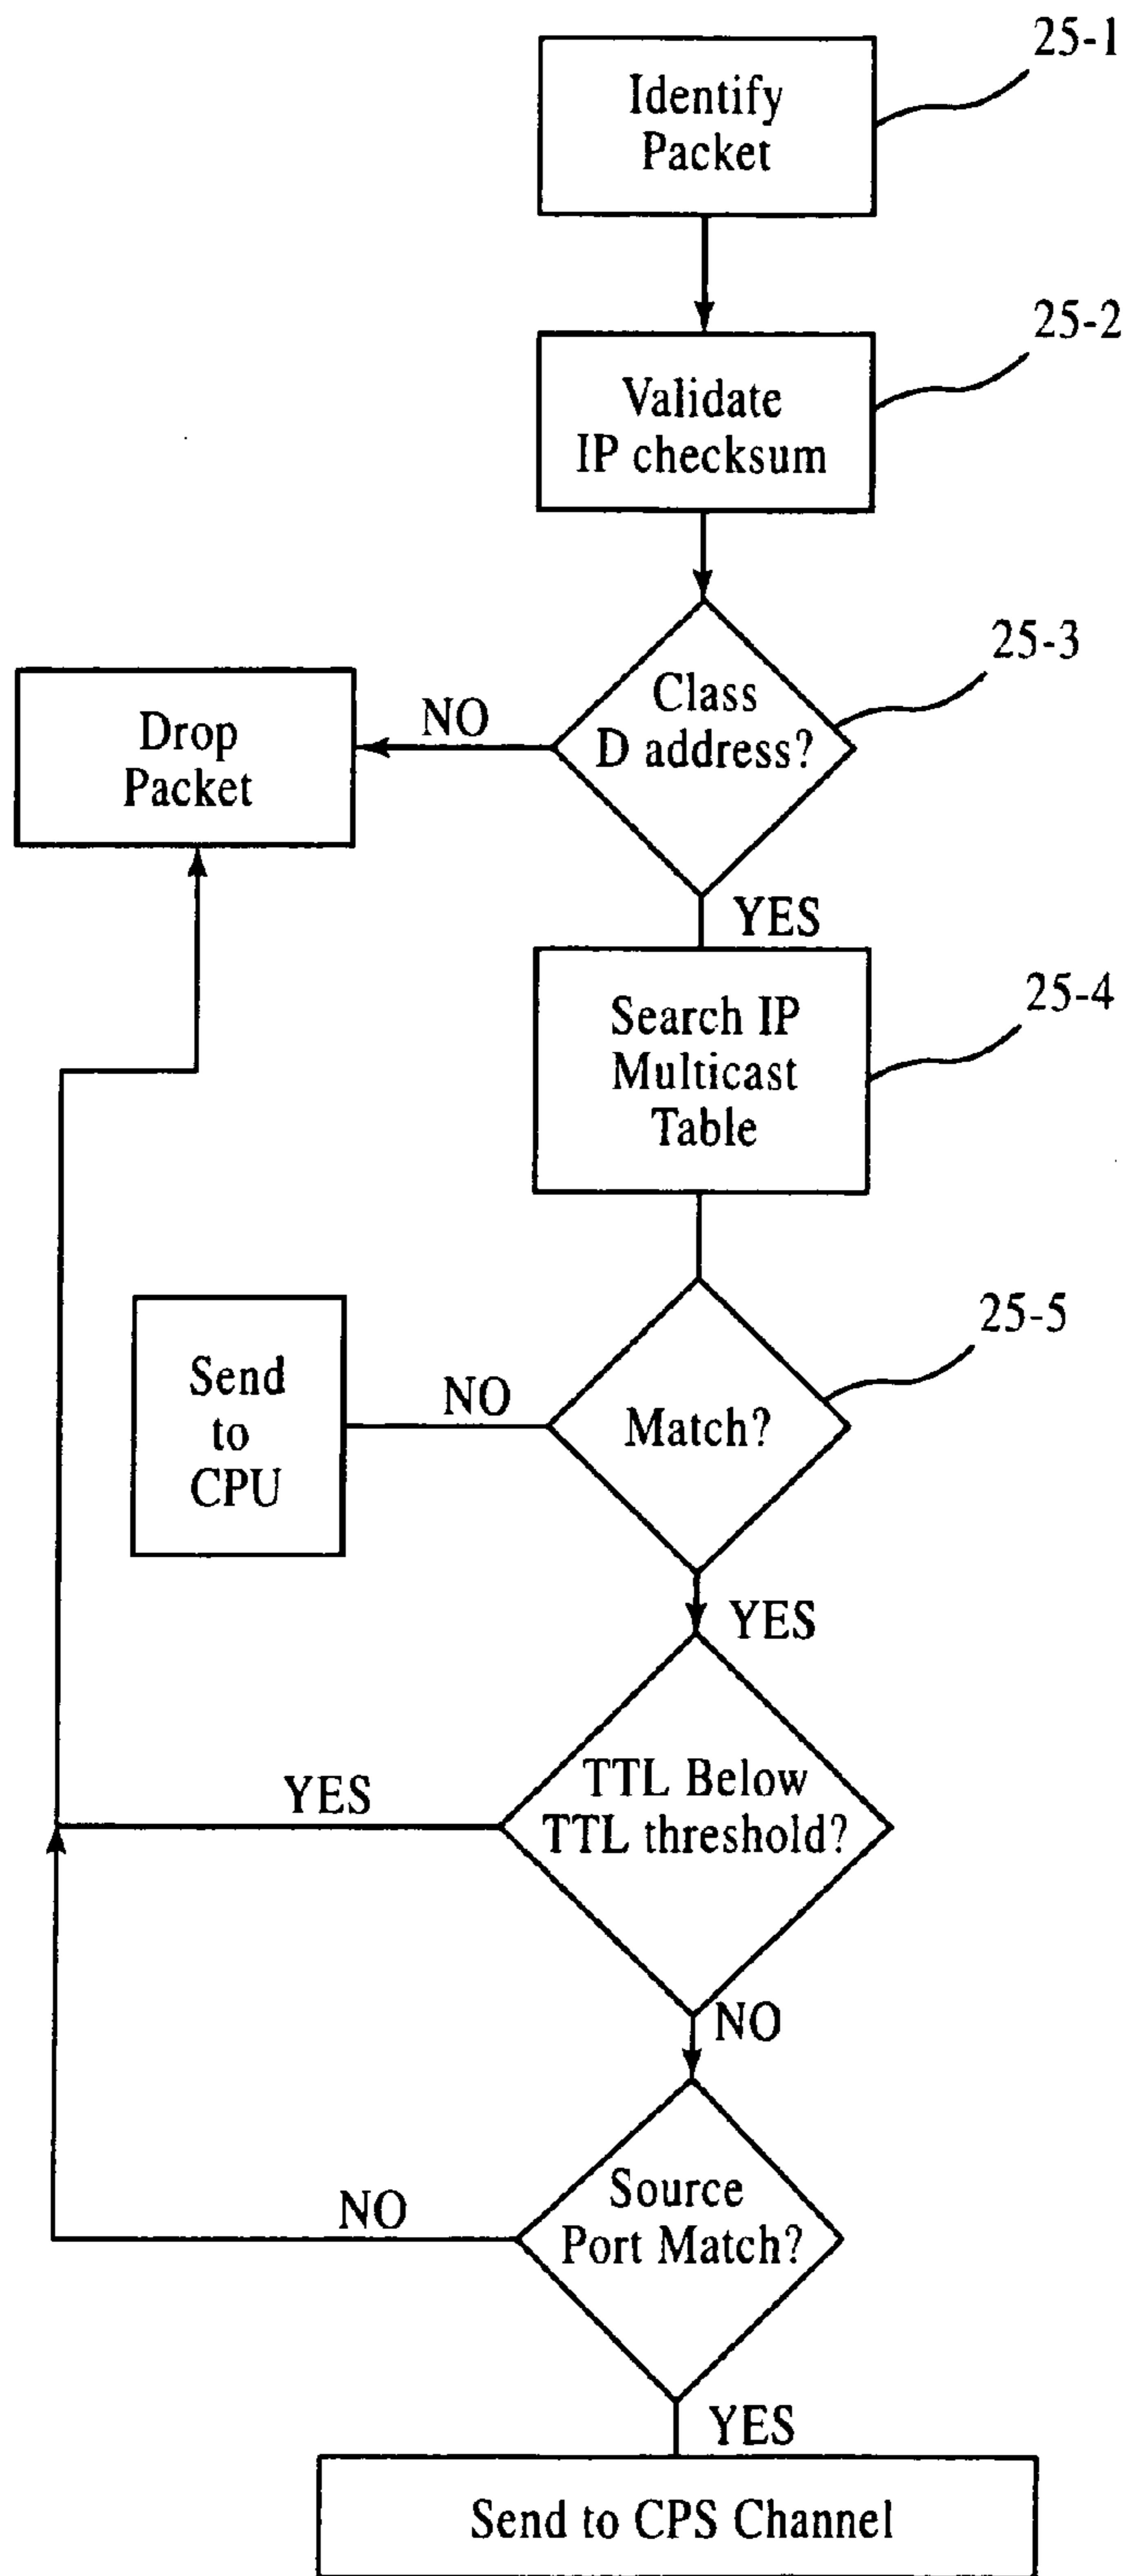 25-1
Identify
Packet
25-2
Validate
IP checksum
25-3
Class
D address?
NO
Drop
Packet
YES
25-4
Search IP
Multicast
Table
25-5
Match?
NO
Send
to
CPU
YES
TTL Below
TTL threshold?
YES
NO
Source
Port Match?
NO
YES
Send to CPS Channel